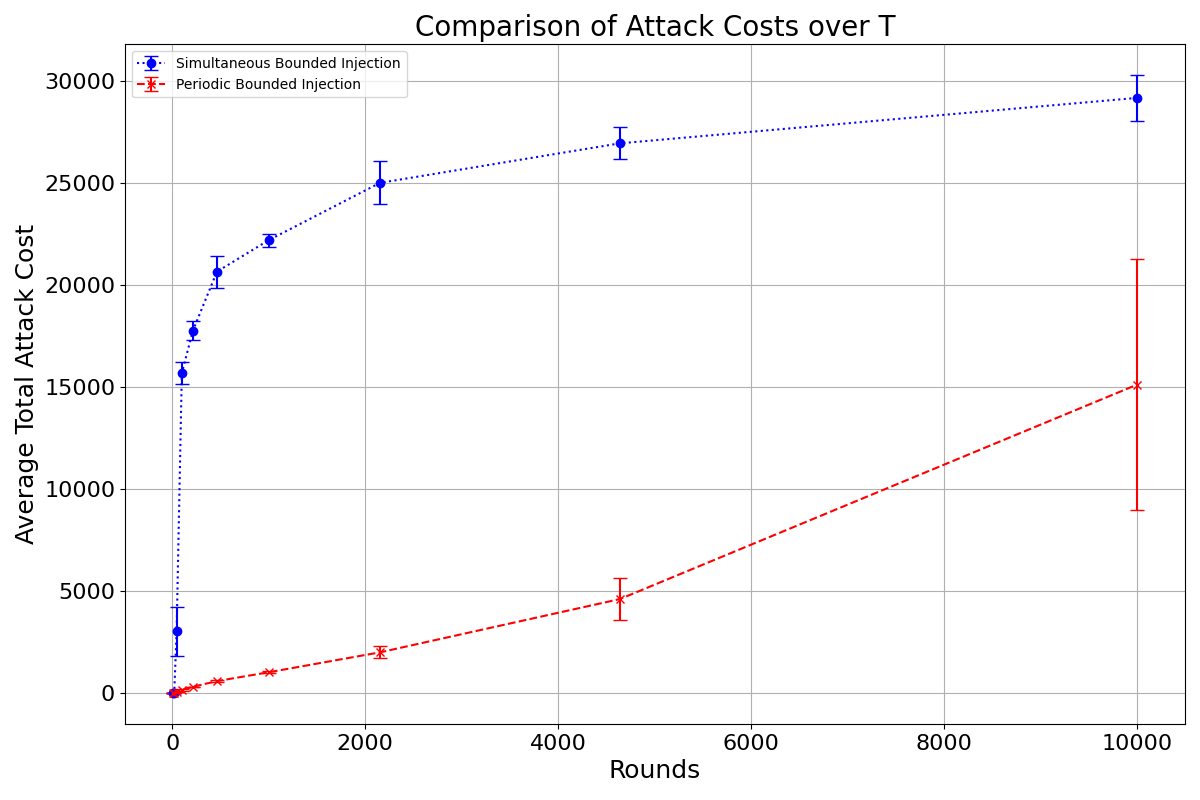 Comparison of Attack Costs over T
Simultaneous Bounded Injection
Periodic Bounded Injection
30000
25000
20000
15000
10000
5000
0
Average Total Attack Cost
0 2000 4000 6000 8000 10000
Rounds